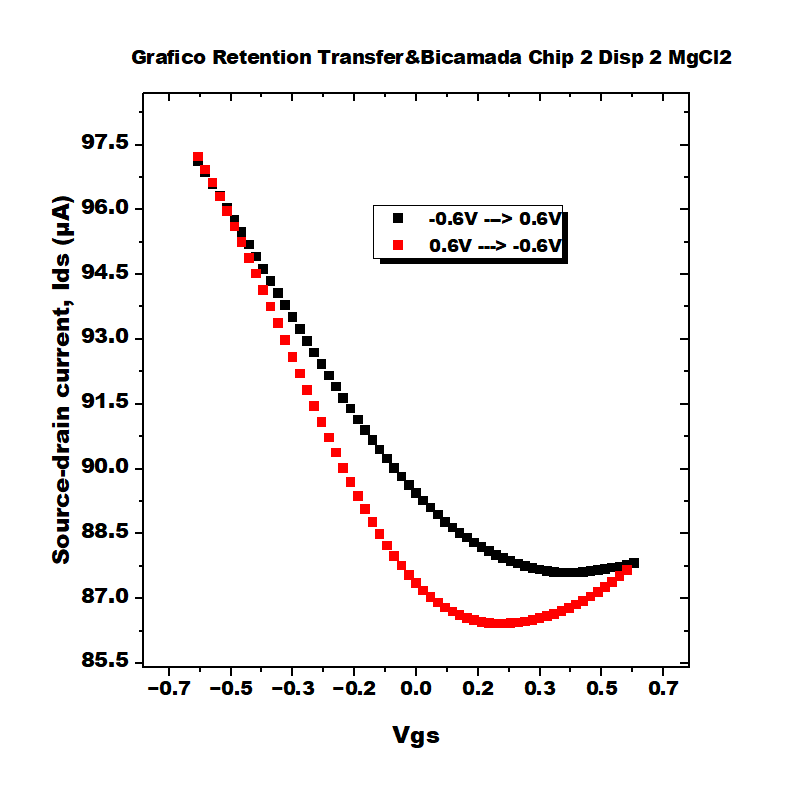 Grafico Retention Transfer&Bicamada Chip 2 Disp 2 MgCl2
97.5
96.0
94.5
93.0
91.5
90.0
88.5
87.0
85.5
Source-drain current, Ids (µA)
-0.6V ---> 0.6V
0.6V ---> -0.6V
−0.7 −0.5 −0.3 −0.2 0.0 0.2 0.3 0.5 0.7
Vgs